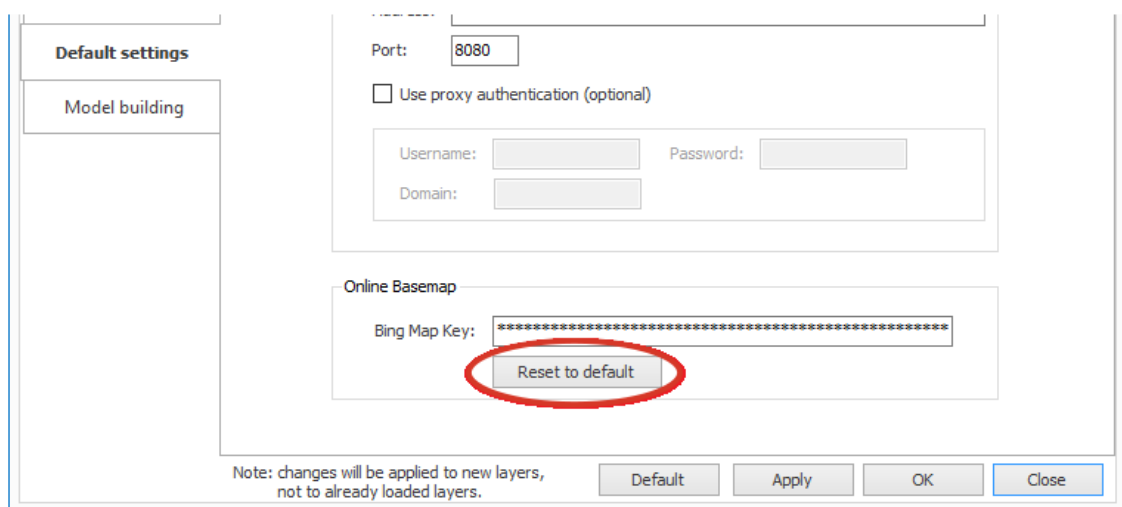 Default settings
Port: 8080
Model building
Use proxy authentication (optional)
Username: Password:
Domain:
Online Basemap
Bing Map Key: ***************************************************
Reset to default
Note: changes will be applied to new layers,
not to already loaded layers.
Default Apply OK Close